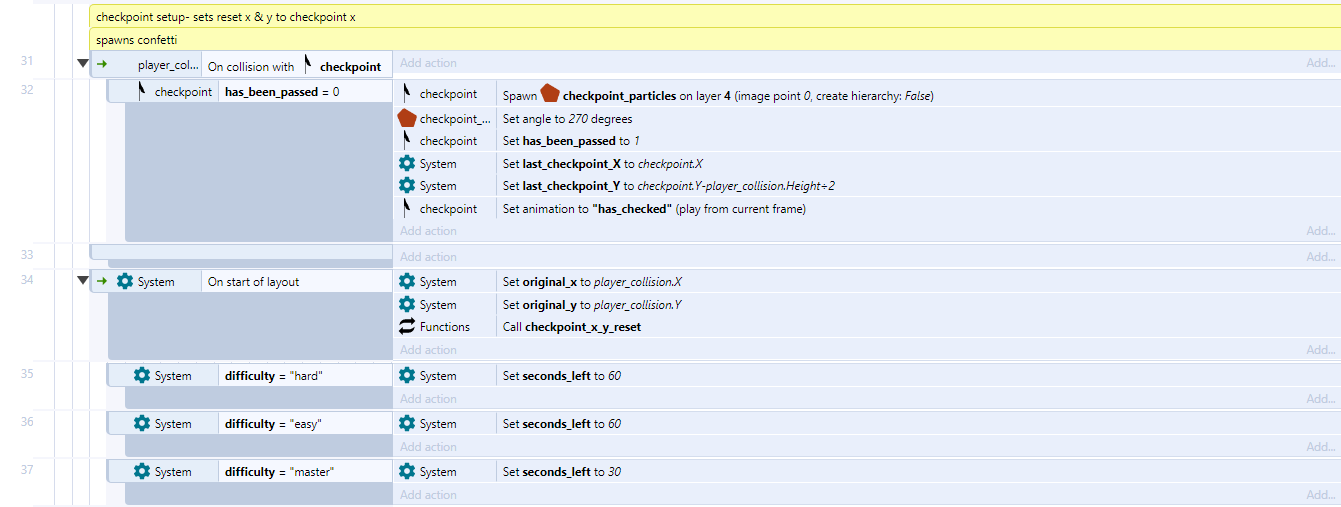 checkpoint setup- sets reset x & y to checkpoint x
spawns confetti
31 player_col... On collision with checkpoint Add action Add...
32 checkpoint has_been_passed = 0 checkpoint Spawn checkpoint_particles on layer 4 (image point 0, create hierarchy: False)
checkpoint_... Set angle to 270 degrees
checkpoint Set has_been_passed to 1
System Set last_checkpoint_X to checkpoint.X
System Set last_checkpoint_Y to checkpoint.Y-player_collision.Height÷2
checkpoint Set animation to "has_checked" (play from current frame)
Add action Add...
33 Add action Add...
34 System On start of layout System Set original_x to player_collision.X
System Set original_y to player_collision.Y
Functions Call checkpoint_x_y_reset
Add action Add...
35 System difficulty = "hard" System Set seconds_left to 60
Add action Add...
36 System difficulty = "easy" System Set seconds_left to 60
Add action Add...
37 System difficulty = "master" System Set seconds_left to 30
Add action Add...